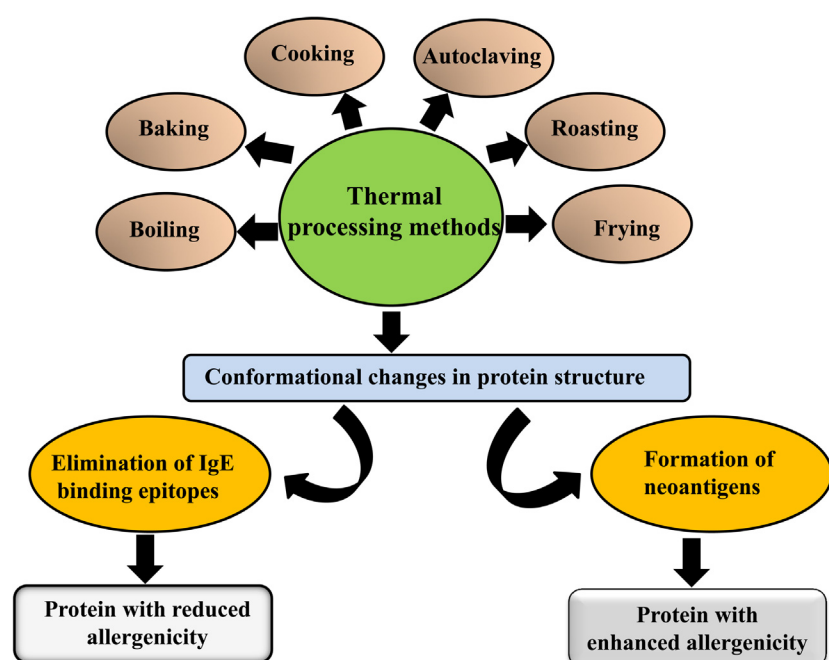 Cooking
Autoclaving
Baking
Roasting
Thermal
processing methods
Boiling
Frying
Conformational changes in protein structure
Elimination of IgE
binding epitopes
Formation of
neoantigens
Protein with reduced
allergenicity
Protein with
enhanced allergenicity